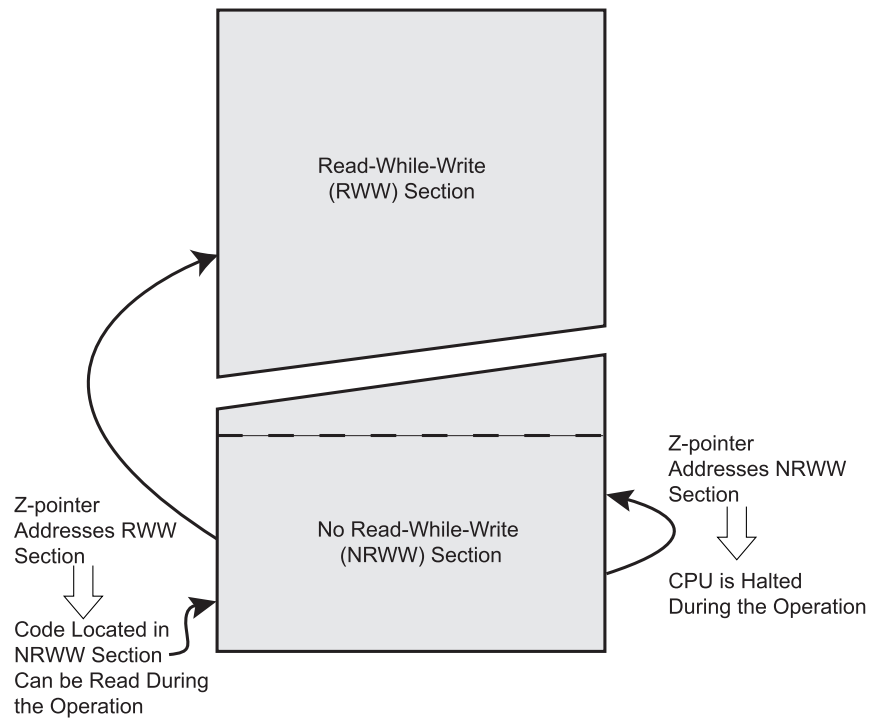 Read-While-Write
(RWW) Section
Z-pointer
Addresses NRWW
Section
Z-pointer
Addresses RWW
Section
No Read-While-Write
(NRWW) Section
CPU is Halted
During the Operation
Code Located in
NRWW Section
Can be Read During
the Operation